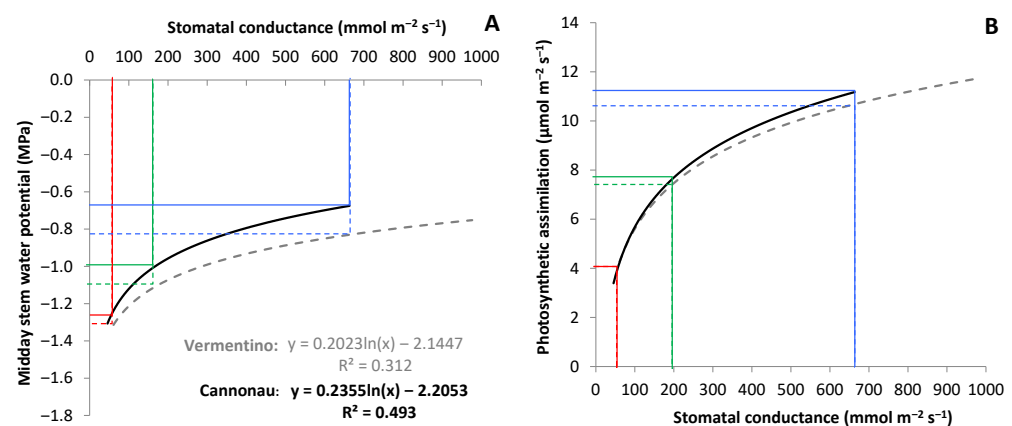 Stomatal conductance (mmol m⁻² s⁻¹)
A
0 100 200 300 400 500 600 700 800 900 1000
0.0
−0.2
−0.4
−0.6
−0.8
−1.0
−1.2
−1.4
−1.6
−1.8
Midday stem water potential (MPa)
Vermentino: y = 0.2023ln(x) − 2.1447
R² = 0.312
Cannonau: y = 0.2355ln(x) − 2.2053
R² = 0.493
B
Photosynthetic assimilation (µmol m⁻² s⁻¹)
14
12
10
8
6
4
2
0
0 100 200 300 400 500 600 700 800 900 1000
Stomatal conductance (mmol m⁻² s⁻¹)